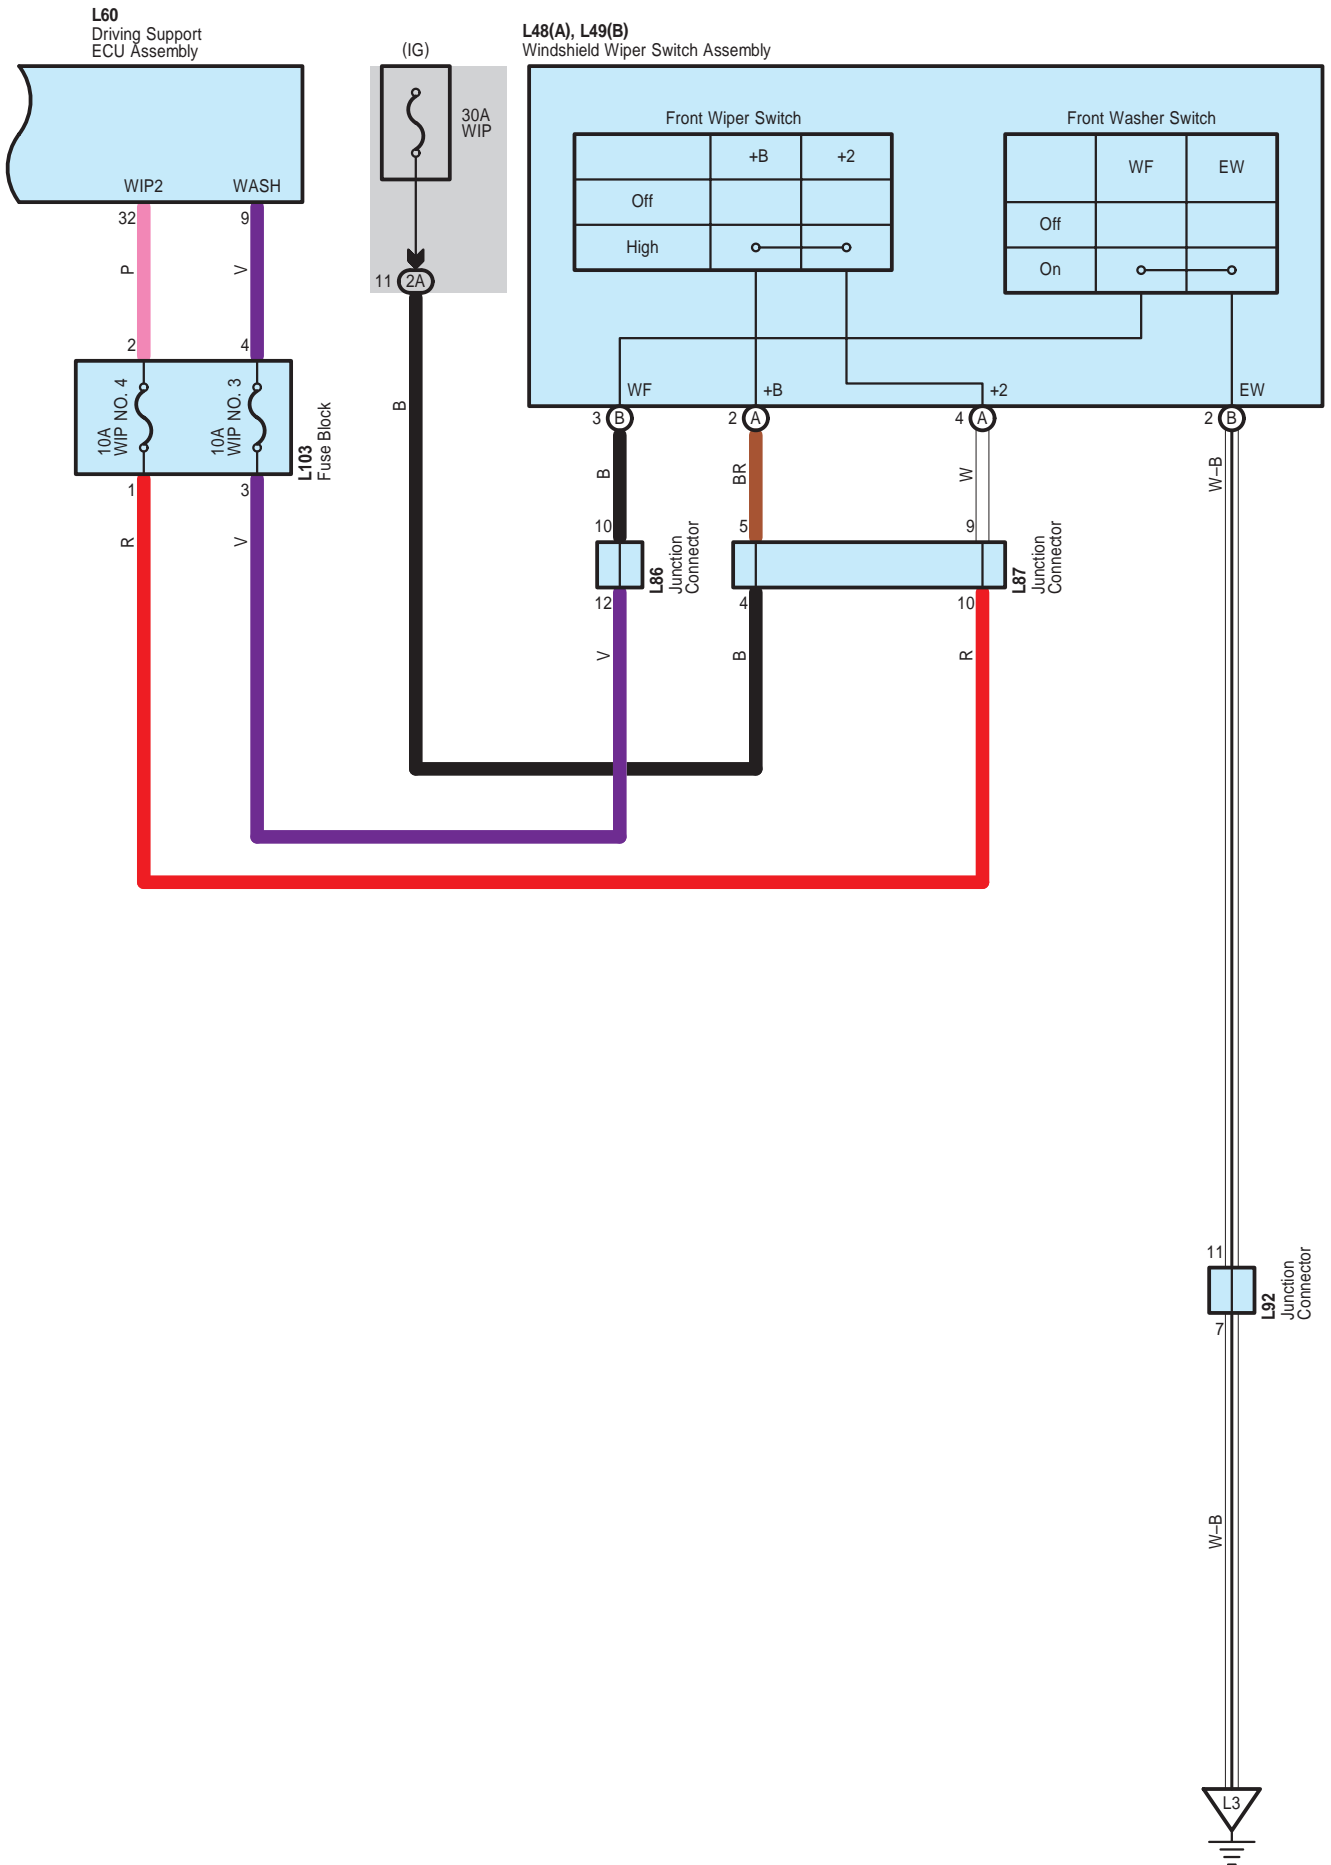 L60
Driving Support
ECU Assembly
(IG)
L48(A), L49(B)
Windshield Wiper Switch Assembly
30A
WIP
Front Wiper Switch
Front Washer Switch
+B
+2
WF
EW
Off
High
Off
On
WIP2
WASH
32
9
P
V
11
2A
2
4
10A
WIP NO. 4
10A
WIP NO. 3
L103
Fuse Block
B
WF
+B
+2
EW
3
B
2
A
4
A
2
B
B
BR
W
W–B
1
3
R
V
10
5
9
L86
Junction
Connector
L87
Junction
Connector
12
4
10
V
B
R
11
L92
Junction
Connector
7
W–B
L3